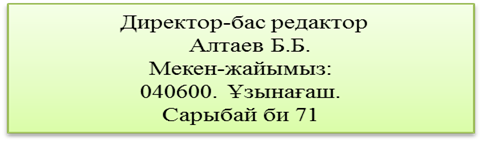 Директор-бас редактор
Алтаев Б.Б.
Мекен-жайымыз:
040600. Ұзынағаш.
Сарыбай би 71